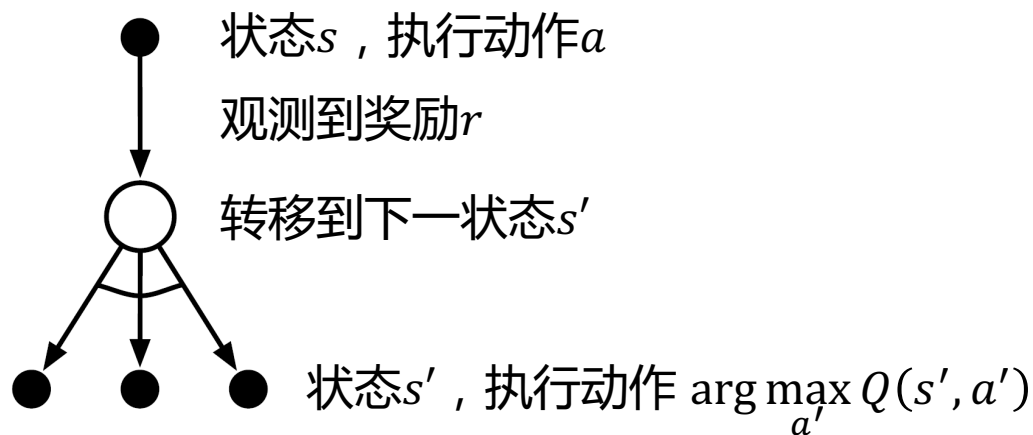 状态s，执行动作a
观测到奖励r
转移到下一状态s′
状态s′，执行动作 arg max Q(s′, a′)
a′